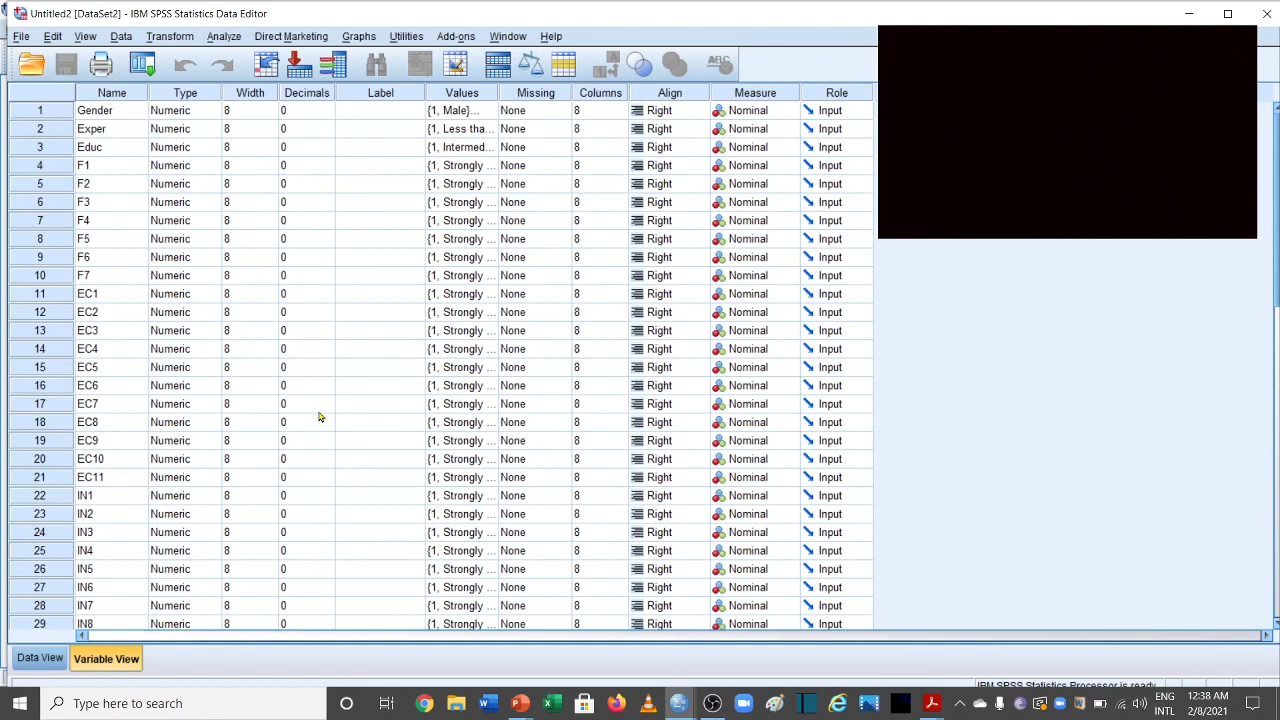 Untitled2 [DataSet2] - IBM SPSS Statistics Data Editor
File Edit View Data Transform Analyze Direct Marketing Graphs Utilities Add-ons Window Help
Name Type Width Decimals Label Values Missing Columns Align Measure Role
1 Gender Numeric 8 0 {1, Male}... None 8 Right Nominal Input
2 Exper Numeric 8 0 {1, Less tha... None 8 Right Nominal Input
3 Educ Numeric 8 0 {1, Intermed... None 8 Right Nominal Input
4 F1 Numeric 8 0 {1, Strongly ... None 8 Right Nominal Input
5 F2 Numeric 8 0 {1, Strongly ... None 8 Right Nominal Input
6 F3 Numeric 8 0 {1, Strongly ... None 8 Right Nominal Input
7 F4 Numeric 8 0 {1, Strongly ... None 8 Right Nominal Input
8 F5 Numeric 8 0 {1, Strongly ... None 8 Right Nominal Input
9 F6 Numeric 8 0 {1, Strongly ... None 8 Right Nominal Input
10 F7 Numeric 8 0 {1, Strongly ... None 8 Right Nominal Input
11 EC1 Numeric 8 0 {1, Strongly ... None 8 Right Nominal Input
12 EC2 Numeric 8 0 {1, Strongly ... None 8 Right Nominal Input
13 EC3 Numeric 8 0 {1, Strongly ... None 8 Right Nominal Input
14 EC4 Numeric 8 0 {1, Strongly ... None 8 Right Nominal Input
15 EC5 Numeric 8 0 {1, Strongly ... None 8 Right Nominal Input
16 EC6 Numeric 8 0 {1, Strongly ... None 8 Right Nominal Input
17 EC7 Numeric 8 0 {1, Strongly ... None 8 Right Nominal Input
18 EC8 Numeric 8 0 {1, Strongly ... None 8 Right Nominal Input
19 EC9 Numeric 8 0 {1, Strongly ... None 8 Right Nominal Input
20 EC10 Numeric 8 0 {1, Strongly ... None 8 Right Nominal Input
21 EC11 Numeric 8 0 {1, Strongly ... None 8 Right Nominal Input
22 IN1 Numeric 8 0 {1, Strongly ... None 8 Right Nominal Input
23 IN2 Numeric 8 0 {1, Strongly ... None 8 Right Nominal Input
24 IN3 Numeric 8 0 {1, Strongly ... None 8 Right Nominal Input
25 IN4 Numeric 8 0 {1, Strongly ... None 8 Right Nominal Input
26 IN5 Numeric 8 0 {1, Strongly ... None 8 Right Nominal Input
27 IN6 Numeric 8 0 {1, Strongly ... None 8 Right Nominal Input
28 IN7 Numeric 8 0 {1, Strongly ... None 8 Right Nominal Input
29 IN8 Numeric 8 0 {1, Strongly ... None 8 Right Nominal Input
Data View Variable View
IBM SPSS Statistics Processor is ready
Type here to search
ENG 12:38 AM
INTL 2/8/2021